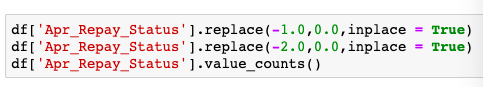 df['Apr_Repay_Status'].replace(-1.0,0.0,inplace = True)
df['Apr_Repay_Status'].replace(-2.0,0.0,inplace = True)
df['Apr_Repay_Status'].value_counts()